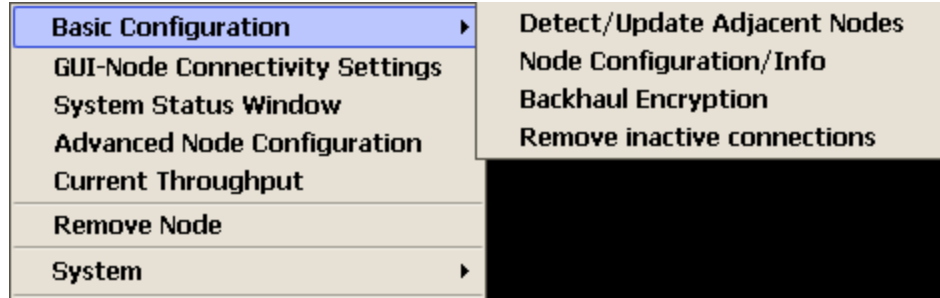 Basic Configuration
GUI-Node Connectivity Settings
System Status Window
Advanced Node Configuration
Current Throughput
Remove Node
System
Detect/Update Adjacent Nodes
Node Configuration/Info
Backhaul Encryption
Remove inactive connections